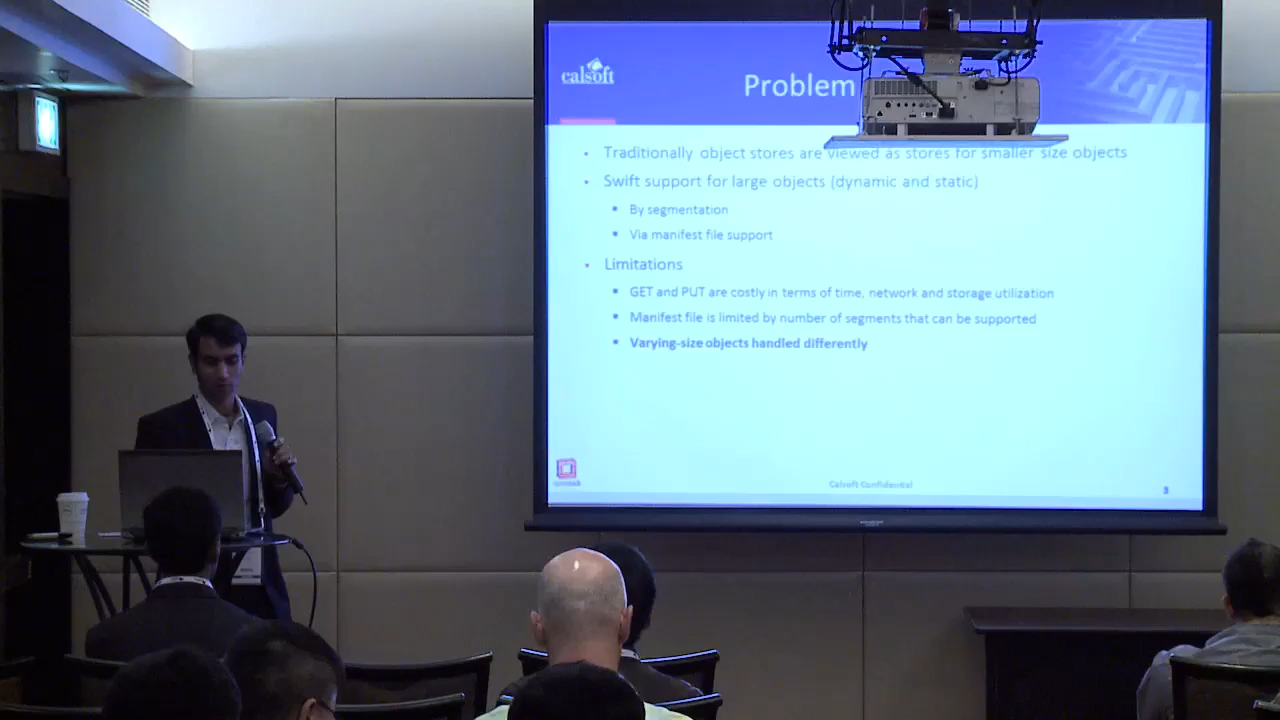 calsoft
Problem
Traditionally object stores are viewed as stores for smaller size objects
Swift support for large objects (dynamic and static)
By segmentation
Via manifest file support
Limitations
GET and PUT are costly in terms of time, network and storage utilization
Manifest file is limited by number of segments that can be supported
Varying-size objects handled differently
Calsoft Confidential
3